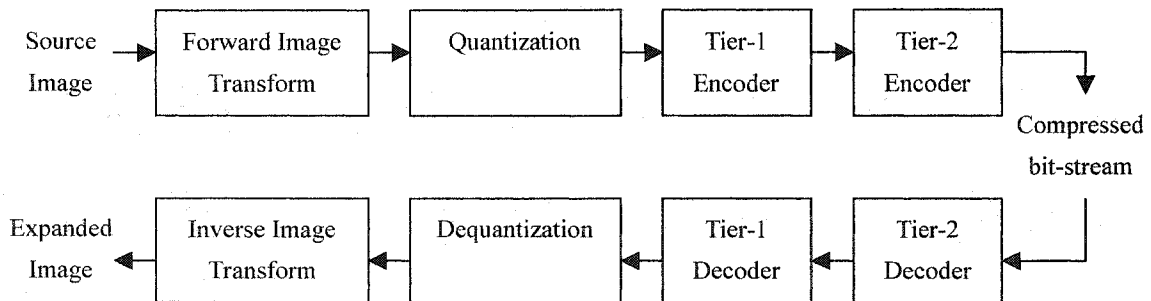 Source
Image
Forward Image
Transform
Quantization
Tier-1
Encoder
Tier-2
Encoder
Compressed
bit-stream
Expanded
Image
Inverse Image
Transform
Dequantization
Tier-1
Decoder
Tier-2
Decoder